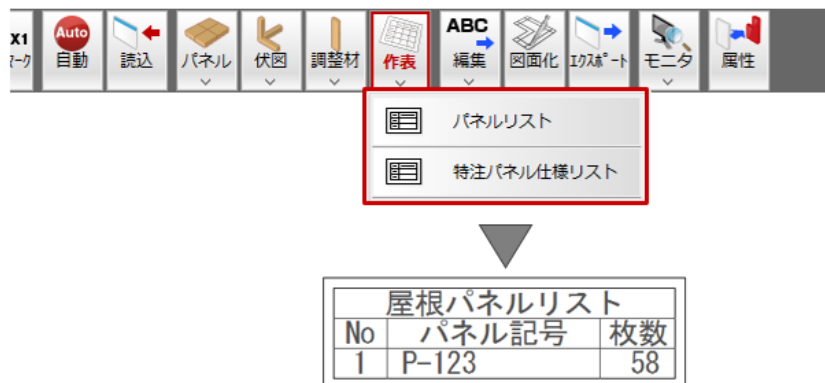 X1
マーク
Auto
自動
読込
パネル
伏図
調整材
作表
ABC
編集
図面化
エクスポート
モニタ
属性
パネルリスト
特注パネル仕様リスト
屋根パネルリスト
No パネル記号 枚数
1 P-123 58